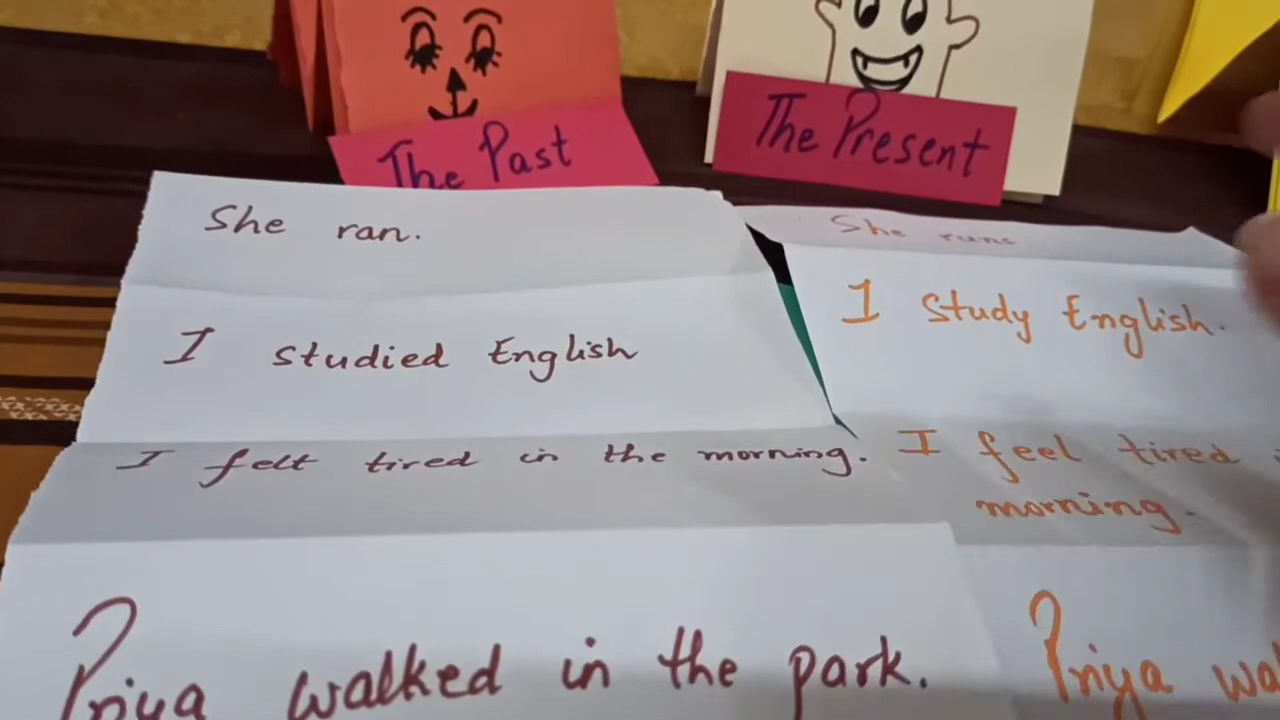 The Past
The Present
She ran.
I studied English
I felt tired in the morning.
Priya walked in the park.
She runs
I study English.
I feel tired
morning.
Priya